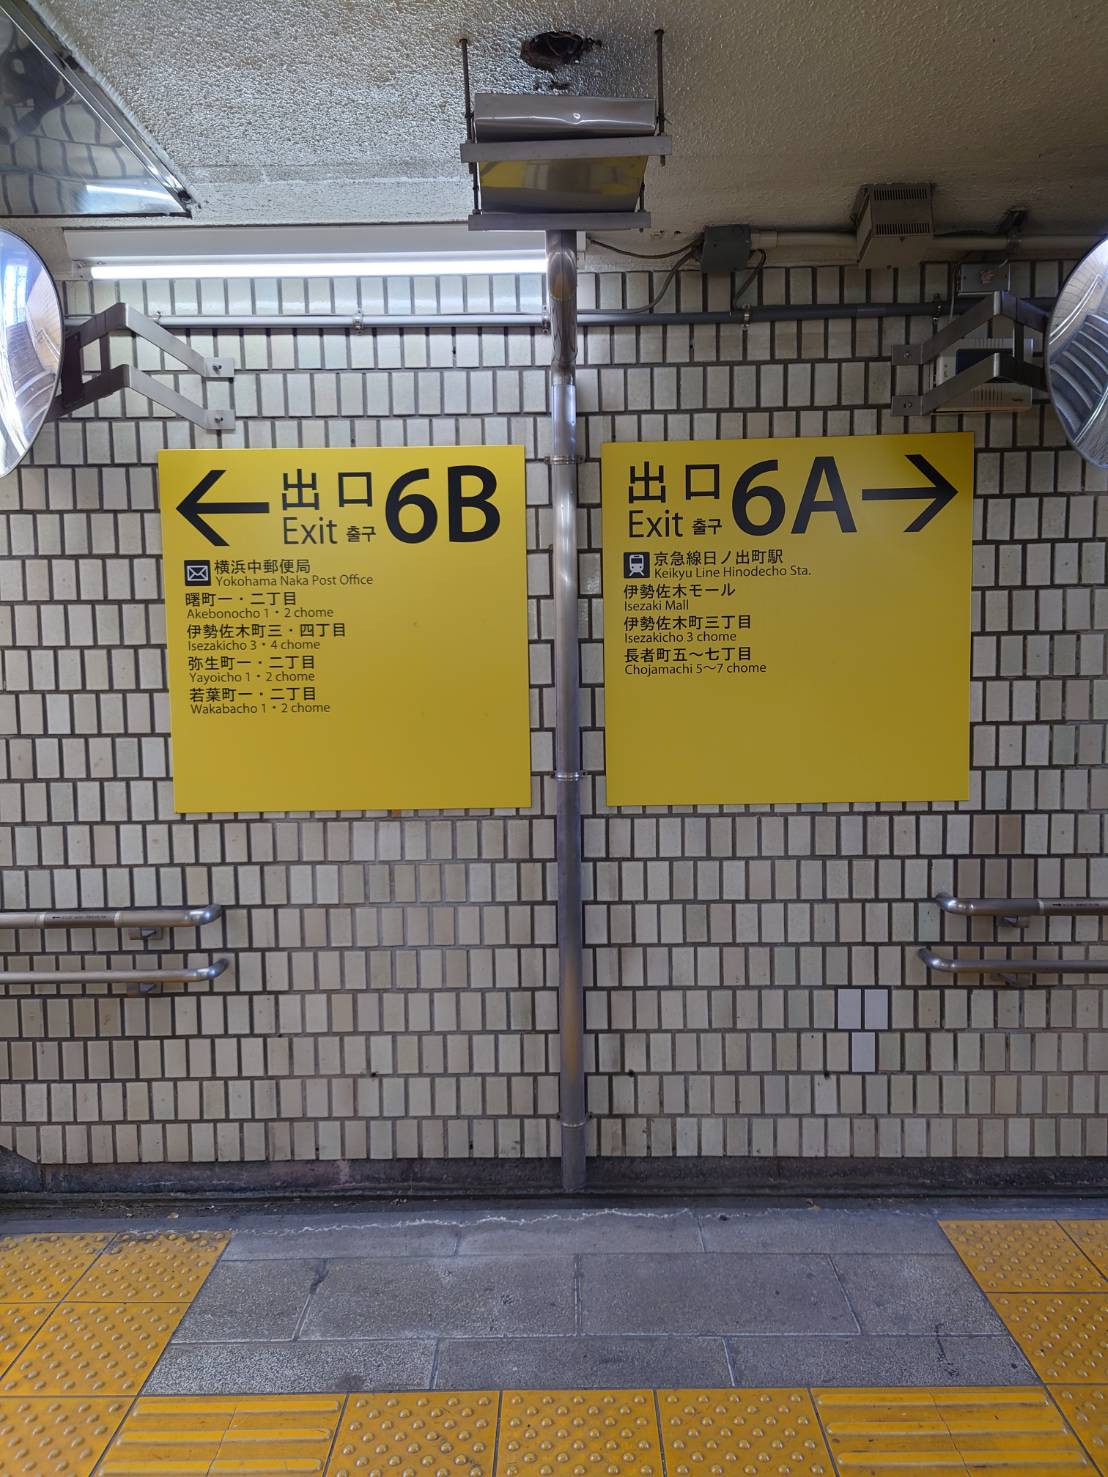 ← 出口 6B
Exit 출구
横浜中郵便局
Yokohama Naka Post Office
曙町一・二丁目
Akebonocho 1・2 chome
伊勢佐木町三・四丁目
Isezakicho 3・4 chome
弥生町一・二丁目
Yayoicho 1・2 chome
若葉町一・二丁目
Wakabacho 1・2 chome
出口 6A →
Exit 출구
京急線日ノ出町駅
Keikyu Line Hinodecho Sta.
伊勢佐木モール
Isezaki Mall
伊勢佐木町三丁目
Isezakicho 3 chome
長者町五～七丁目
Chojamachi 5～7 chome